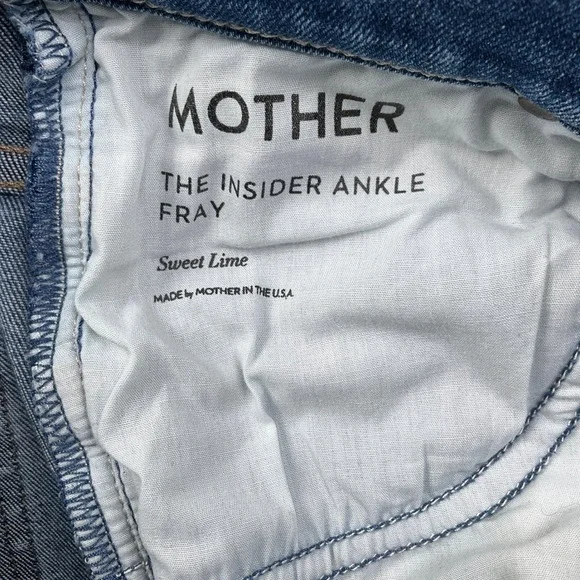 MOTHER
THE INSIDER ANKLE
FRAY
Sweet Lime
MADE by MOTHER IN THE U.S.A.